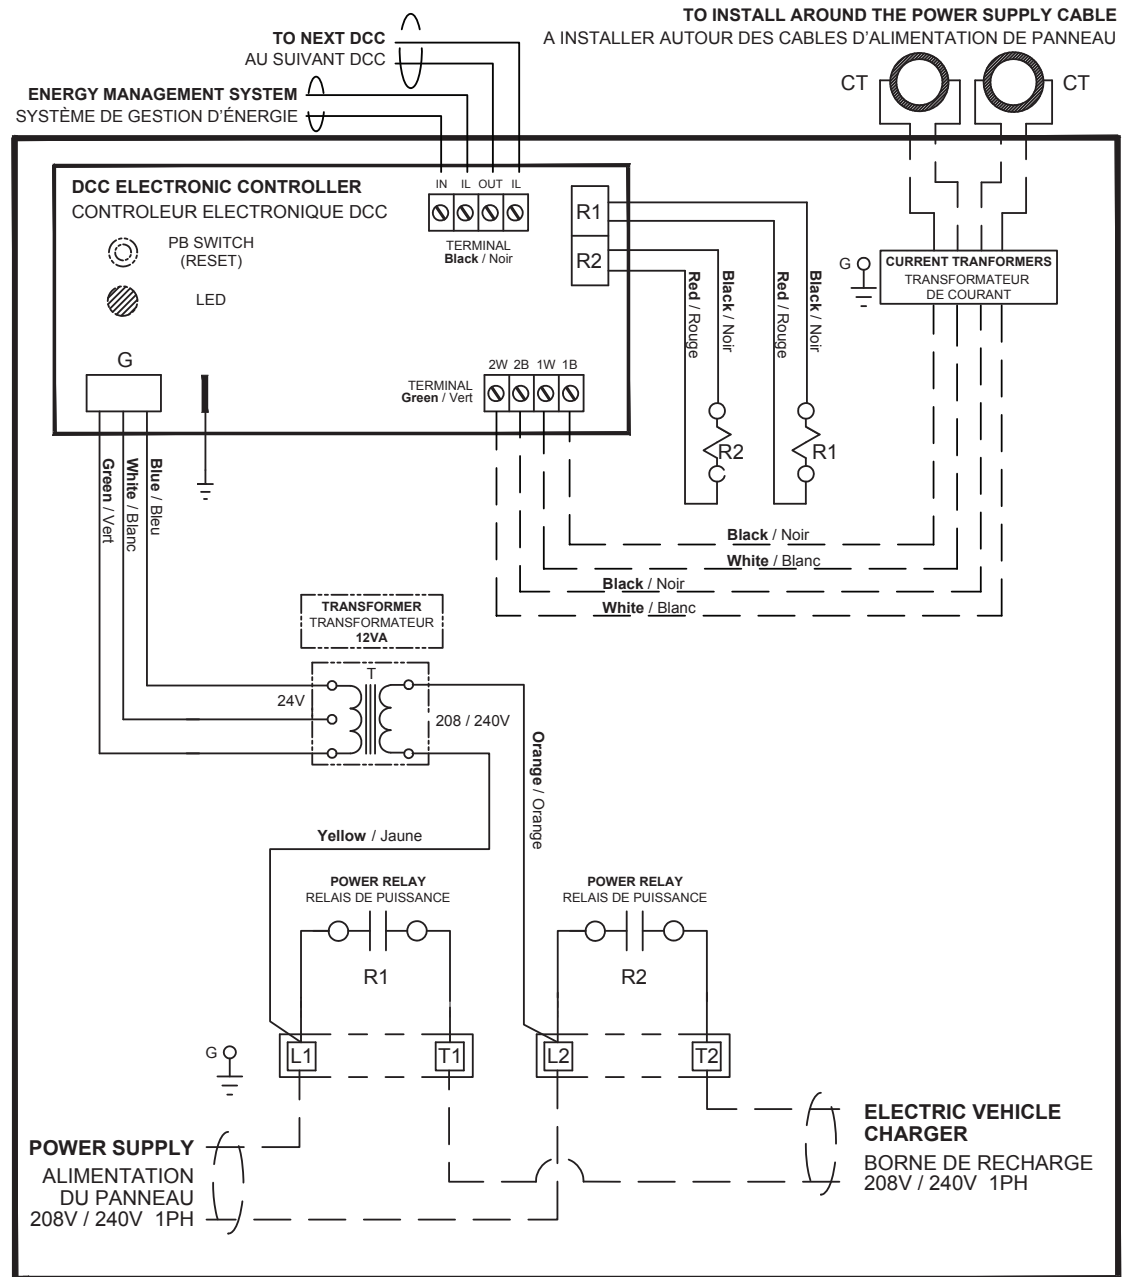 TO INSTALL AROUND THE POWER SUPPLY CABLE
A INSTALLER AUTOUR DES CABLES D'ALIMENTATION DE PANNEAU
TO NEXT DCC
AU SUIVANT DCC
ENERGY MANAGEMENT SYSTEM
SYSTÈME DE GESTION D'ÉNERGIE
CT
CT
DCC ELECTRONIC CONTROLLER
CONTROLEUR ELECTRONIQUE DCC
IN IL OUT IL
TERMINAL
Black / Noir
PB SWITCH
(RESET)
LED
R1
R2
G
CURRENT TRANFORMERS
TRANSFORMATEUR
DE COURANT
Red / Rouge
Black / Noir
Red / Rouge
Black / Noir
G
2W 2B 1W 1B
TERMINAL
Green / Vert
R2
R1
Green / Vert
White / Blanc
Blue / Bleu
Black / Noir
White / Blanc
Black / Noir
White / Blanc
TRANSFORMER
TRANSFORMATEUR
12VA
T
24V
208 / 240V
Orange / Orange
Yellow / Jaune
POWER RELAY
RELAIS DE PUISSANCE
R1
POWER RELAY
RELAIS DE PUISSANCE
R2
G
L1
T1
L2
T2
POWER SUPPLY
ALIMENTATION
DU PANNEAU
208V / 240V 1PH
ELECTRIC VEHICLE
CHARGER
BORNE DE RECHARGE
208V / 240V 1PH